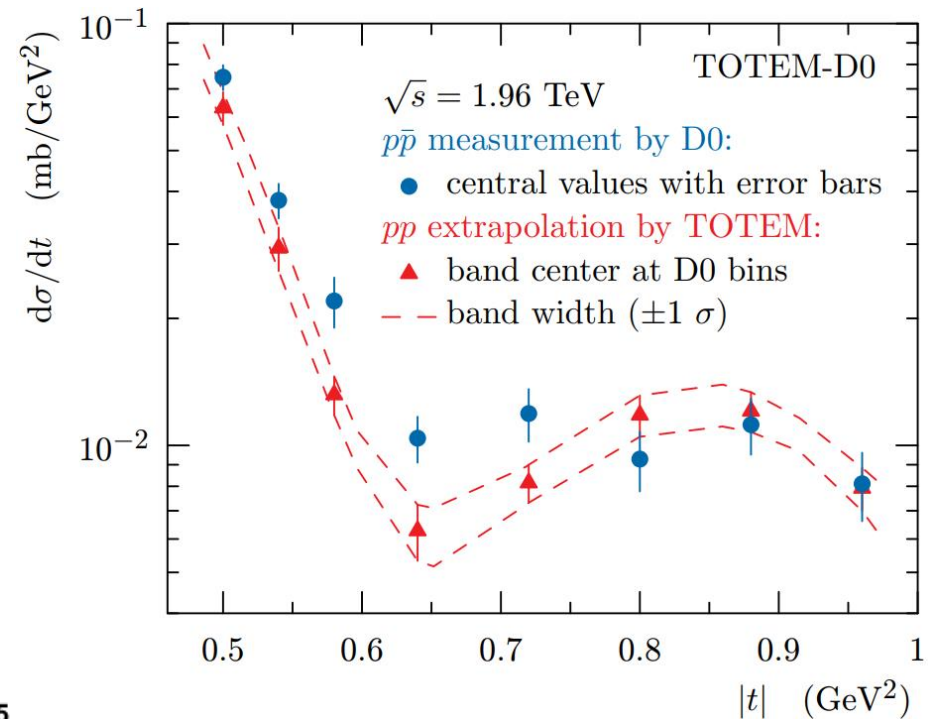 10⁻¹
TOTEM-D0
√s = 1.96 TeV
pp̄ measurement by D0:
central values with error bars
pp extrapolation by TOTEM:
band center at D0 bins
band width (±1 σ)
dσ/dt (mb/GeV²)
10⁻²
0.5 0.6 0.7 0.8 0.9 1
|t| (GeV²)
5